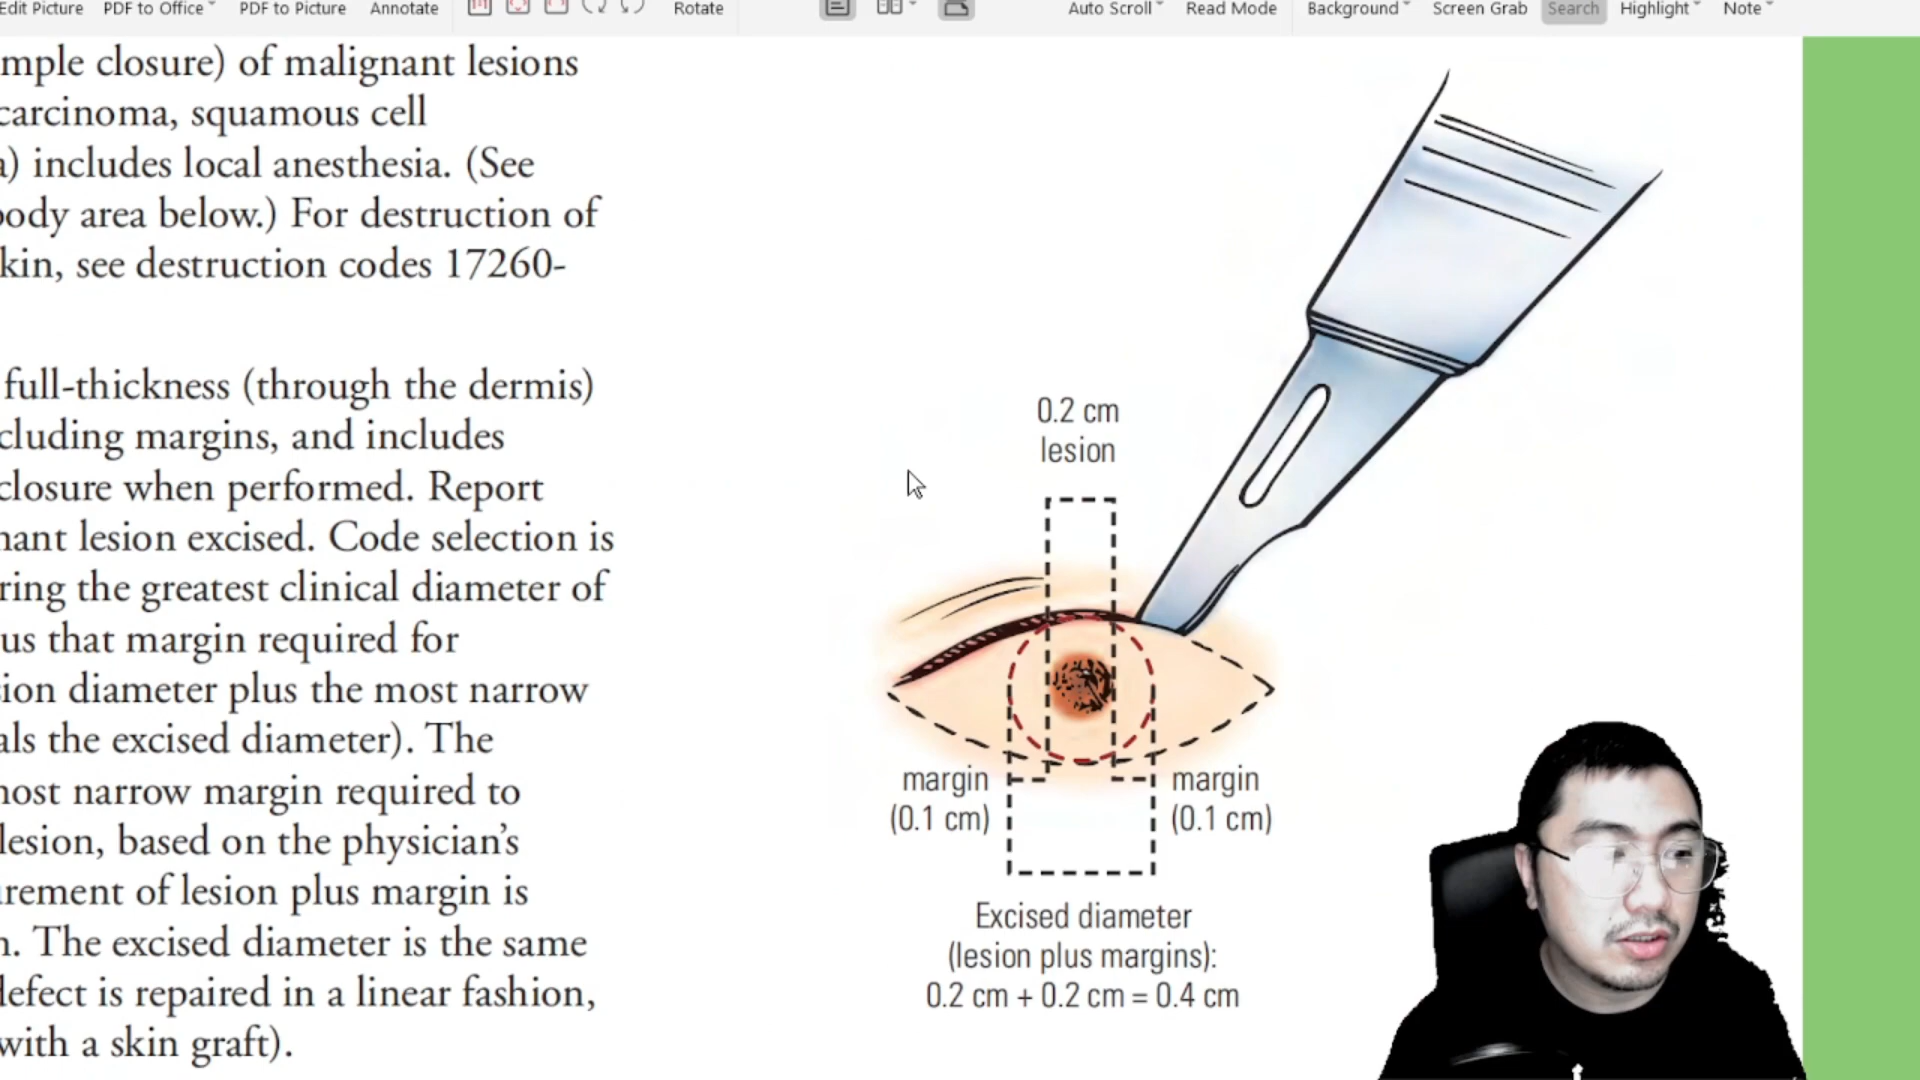 Edit Picture PDF to Office PDF to Picture Annotate Rotate Auto Scroll Read Mode Background Screen Grab Search Highlight Note
mple closure) of malignant lesions
carcinoma, squamous cell
a) includes local anesthesia. (See
body area below.) For destruction of
kin, see destruction codes 17260-
full-thickness (through the dermis)
cluding margins, and includes
closure when performed. Report
nant lesion excised. Code selection is
ring the greatest clinical diameter of
us that margin required for
sion diameter plus the most narrow
als the excised diameter). The
most narrow margin required to
lesion, based on the physician's
urement of lesion plus margin is
n. The excised diameter is the same
defect is repaired in a linear fashion,
with a skin graft).
0.2 cm
lesion
margin
(0.1 cm)
margin
(0.1 cm)
Excised diameter
(lesion plus margins):
0.2 cm + 0.2 cm = 0.4 cm